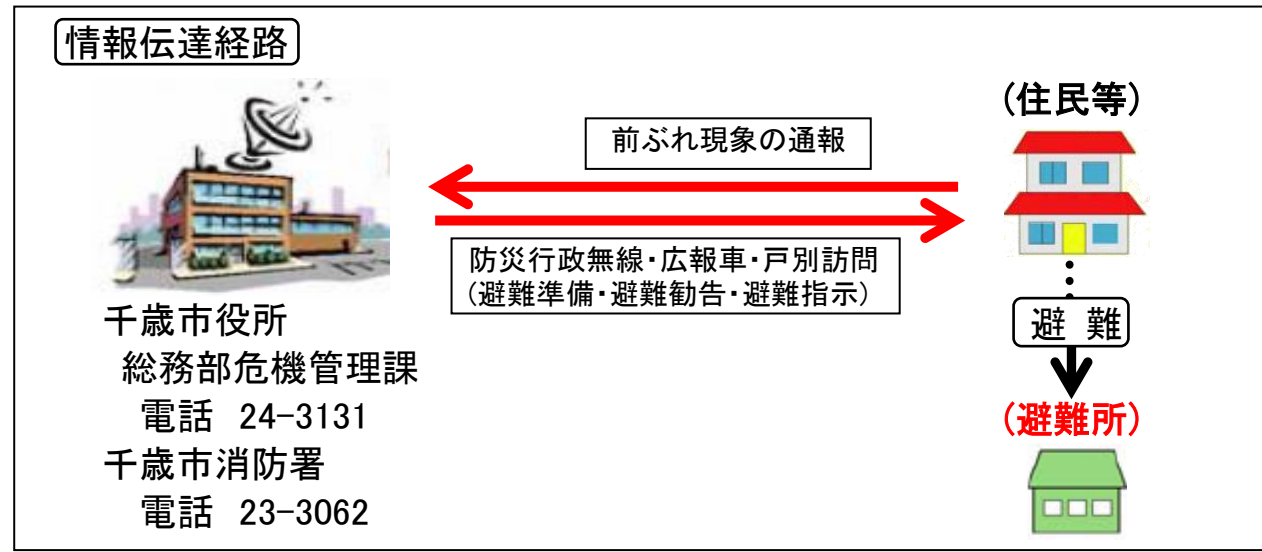 情報伝達経路
(住民等)
前ぶれ現象の通報
防災行政無線・広報車・戸別訪問
(避難準備・避難勧告・避難指示)
千歳市役所
総務部危機管理課
電話 24-3131
千歳市消防署
電話 23-3062
避 難
(避難所)